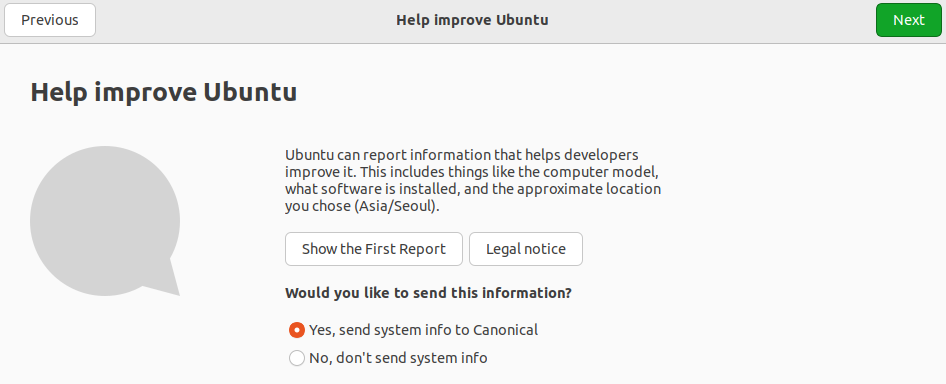 Previous
Help improve Ubuntu
Next
Help improve Ubuntu
Ubuntu can report information that helps developers
improve it. This includes things like the computer model,
what software is installed, and the approximate location
you chose (Asia/Seoul).
Show the First Report
Legal notice
Would you like to send this information?
Yes, send system info to Canonical
No, don't send system info